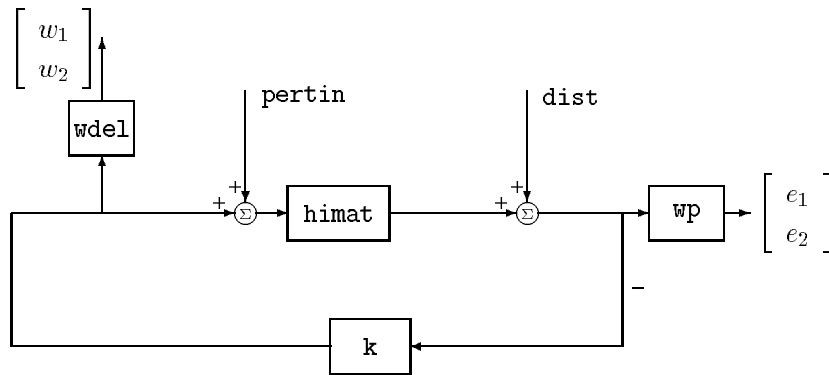 w₁
w₂
wdel
pertin
dist
+
+
Σ
himat
+
+
Σ
wp
e₁
e₂
−
k